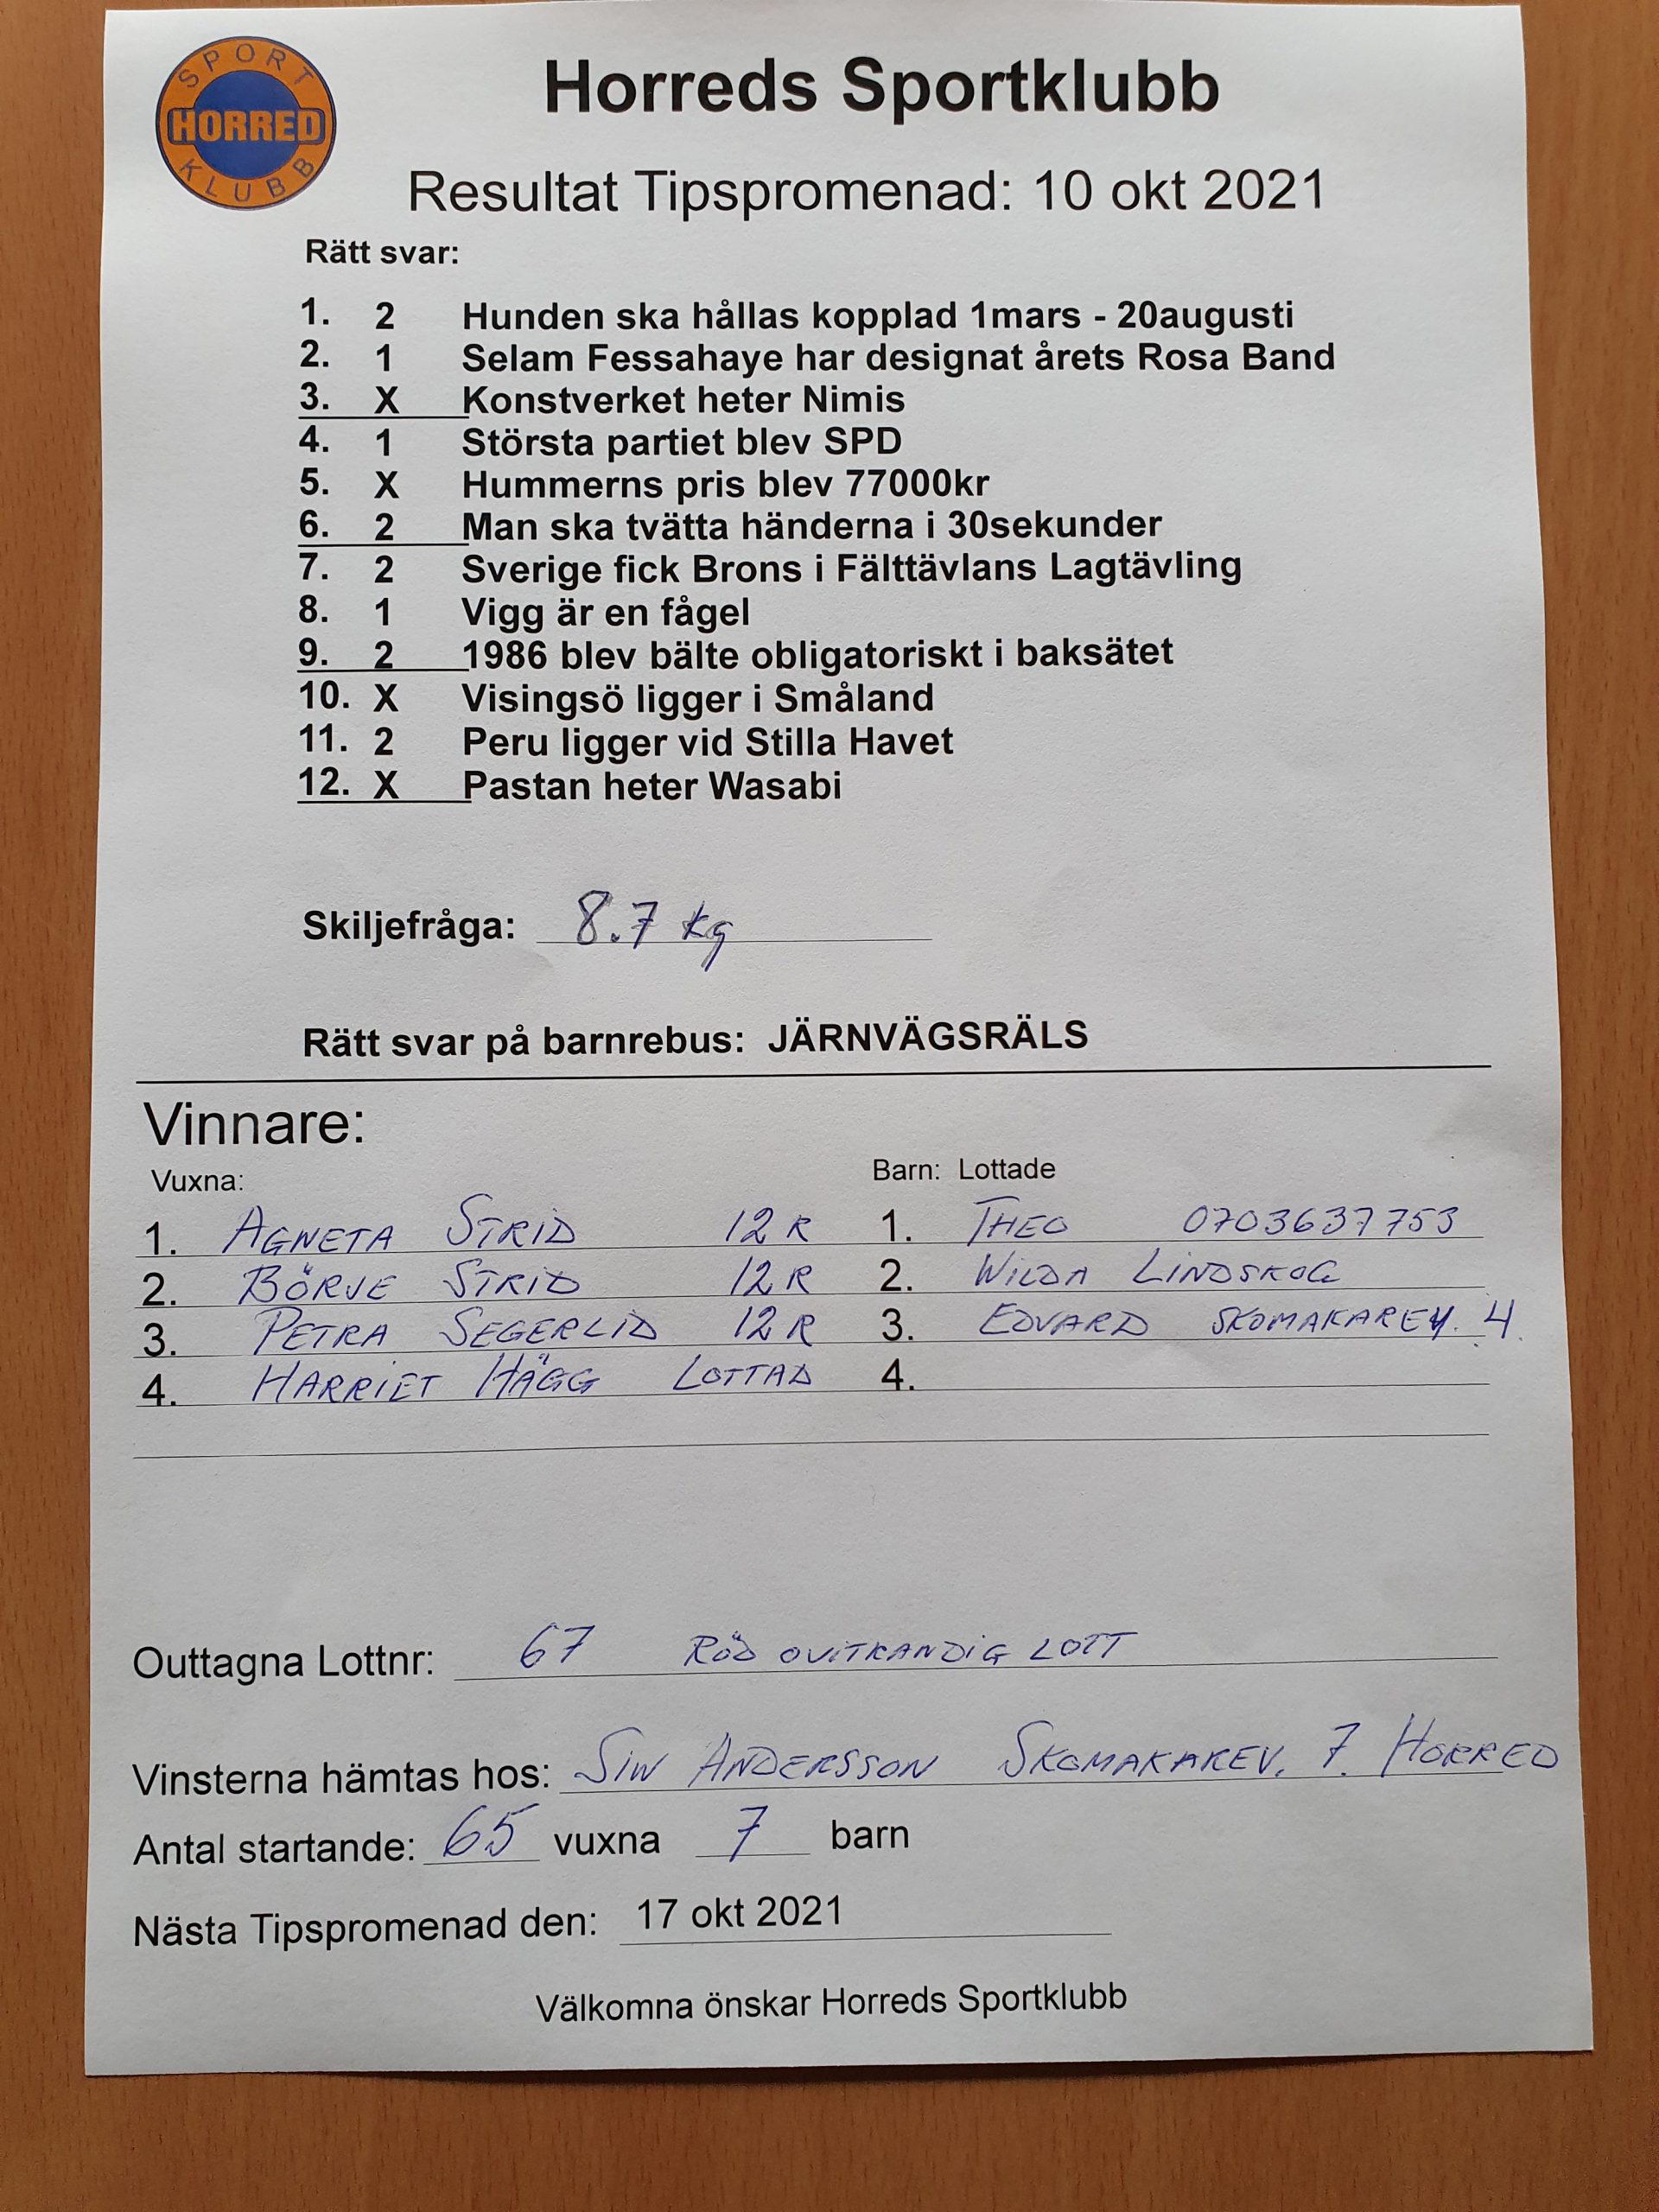 SPORT
HORRED
KLUBB
Horreds Sportklubb
Resultat Tipspromenad: 10 okt 2021
Rätt svar:
1. 2 Hunden ska hållas kopplad 1mars - 20augusti
2. 1 Selam Fessahaye har designat årets Rosa Band
3. X Konstverket heter Nimis
4. 1 Största partiet blev SPD
5. X Hummerns pris blev 77000kr
6. 2 Man ska tvätta händerna i 30sekunder
7. 2 Sverige fick Brons i Fälttävlans Lagtävling
8. 1 Vigg är en fågel
9. 2 1986 blev bälte obligatoriskt i baksätet
10. X Visingsö ligger i Småland
11. 2 Peru ligger vid Stilla Havet
12. X Pastan heter Wasabi
Skiljefråga: 8.7 kg
Rätt svar på barnrebus: JÄRNVÄGSRÄLS
Vinnare:
Vuxna: Barn: Lottade
1. AGNETA STRID 12 R 1. THEO 0703637753
2. BÖRJE STRID 12 R 2. WILDA LINDSKOG
3. PETRA SEGERLID 12 R 3. EDVARD SKOMAKAREV. 4.
4. HARRIET HÄGG LOTTAD 4.
Outtagna Lottnr: 67 RÖD OVITKANDIG LOTT
Vinsterna hämtas hos: SIW ANDERSSON SKOMAKAREV. 7. HORRED
Antal startande: 65 vuxna 7 barn
Nästa Tipspromenad den: 17 okt 2021
Välkomna önskar Horreds Sportklubb